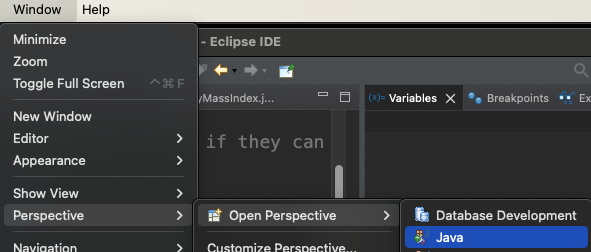 Window Help
Minimize
Zoom
Toggle Full Screen ^⌘F
New Window
Editor
Appearance
Show View
Perspective
Navigation
- Eclipse IDE
yMassIndex.j...
(x)= Variables
Breakpoints
Ex
if they can
Open Perspective
Customize Perspective...
Database Development
Java